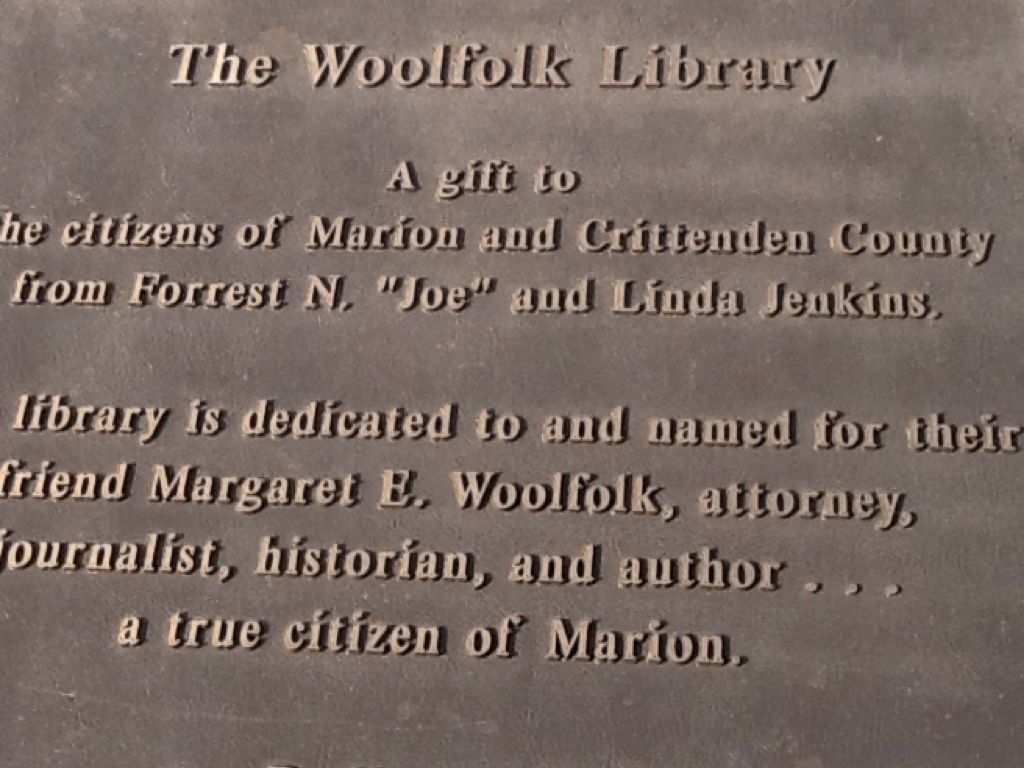 The Woolfolk Library
A gift to
he citizens of Marion and Crittenden County
from Forrest N. "Joe" and Linda Jenkins.
library is dedicated to and named for their
friend Margaret E. Woolfolk, attorney,
journalist, historian, and author . . .
a true citizen of Marion.